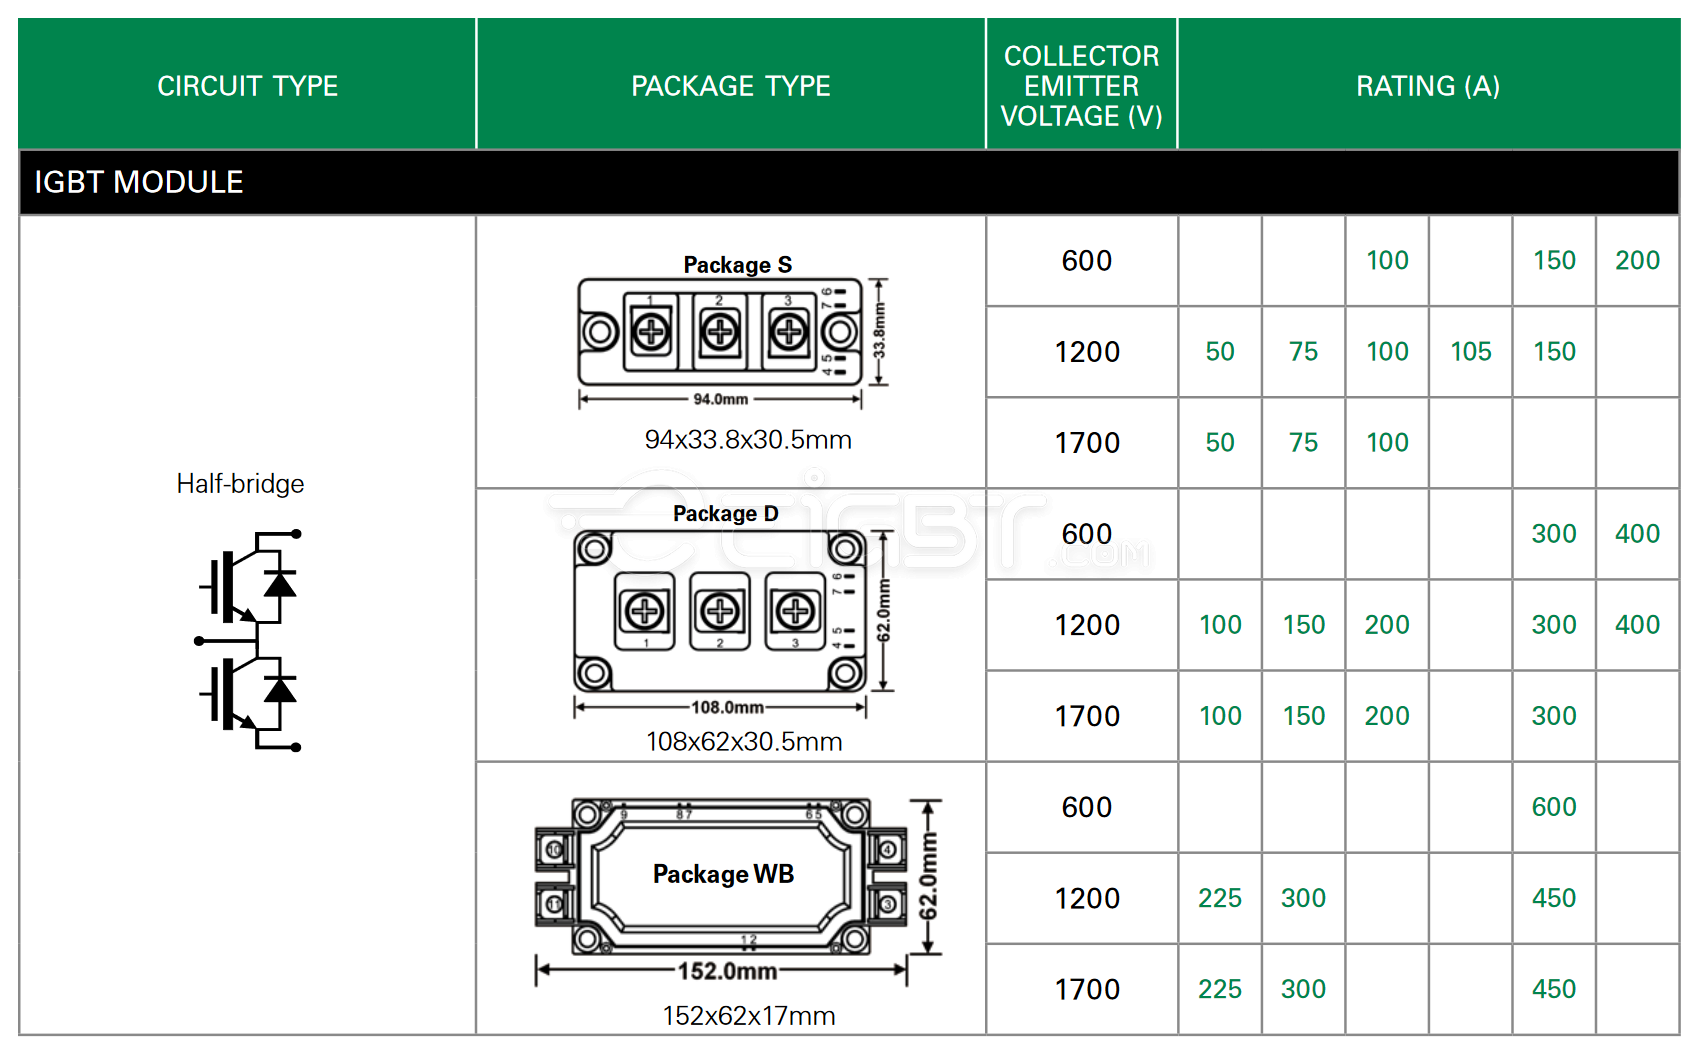 CIRCUIT TYPE
PACKAGE TYPE
COLLECTOR
EMITTER
VOLTAGE (V)
RATING (A)
IGBT MODULE
Half-bridge
Package S
1 2 3
6
7
5
4
33.8mm
94.0mm
94x33.8x30.5mm
600 100 150 200
1200 50 75 100 105 150
1700 50 75 100
Package D
6
7
5
4
1 2 3
62.0mm
108.0mm
108x62x30.5mm
600 300 400
1200 100 150 200 300 400
1700 100 150 200 300
9 8 7 6 5
10 4
Package WB
11 3
1 2
62.0mm
152.0mm
152x62x17mm
600 600
1200 225 300 450
1700 225 300 450
eiGBT.COM